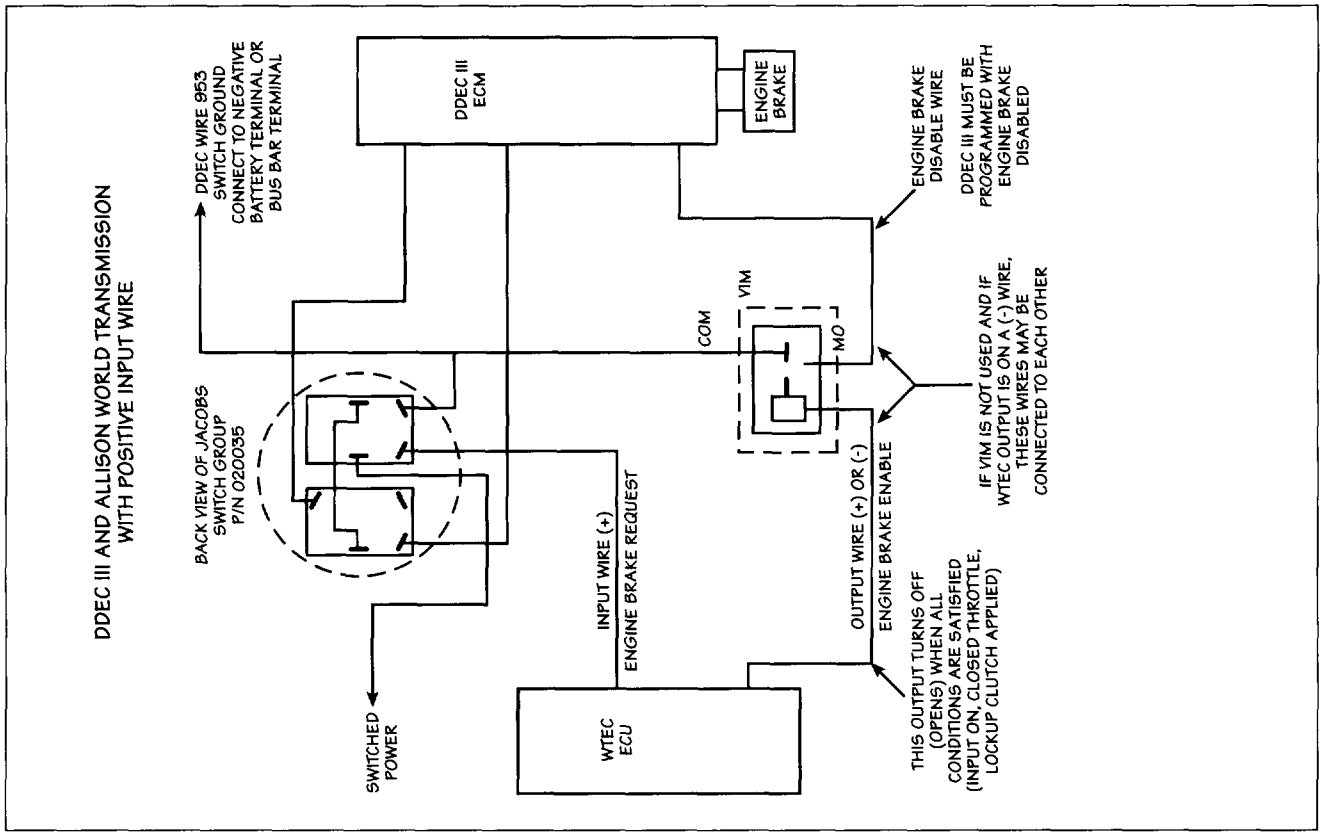 DDEC III AND ALLISON WORLD TRANSMISSION
WITH POSITIVE INPUT WIRE
BACK VIEW OF JACOBS
SWITCH GROUP
P/N 020035
DDEC WIRE 953
SWITCH GROUND
CONNECT TO NEGATIVE
BATTERY TERMINAL OR
BUS BAR TERMINAL
SWITCHED
POWER
DDEC III
ECM
ENGINE
BRAKE
INPUT WIRE (+)
ENGINE BRAKE REQUEST
WTEC
ECU
COM
VIM
MO
OUTPUT WIRE (+) OR (-)
ENGINE BRAKE ENABLE
ENGINE BRAKE
DISABLE WIRE
DDEC III MUST BE
PROGRAMMED WITH
ENGINE BRAKE
DISABLED
THIS OUTPUT TURNS OFF
(OPENS) WHEN ALL
CONDITIONS ARE SATISFIED
(INPUT ON, CLOSED THROTTLE,
LOCKUP CLUTCH APPLIED)
IF VIM IS NOT USED AND IF
WTEC OUTPUT IS ON A (-) WIRE,
THESE WIRES MAY BE
CONNECTED TO EACH OTHER